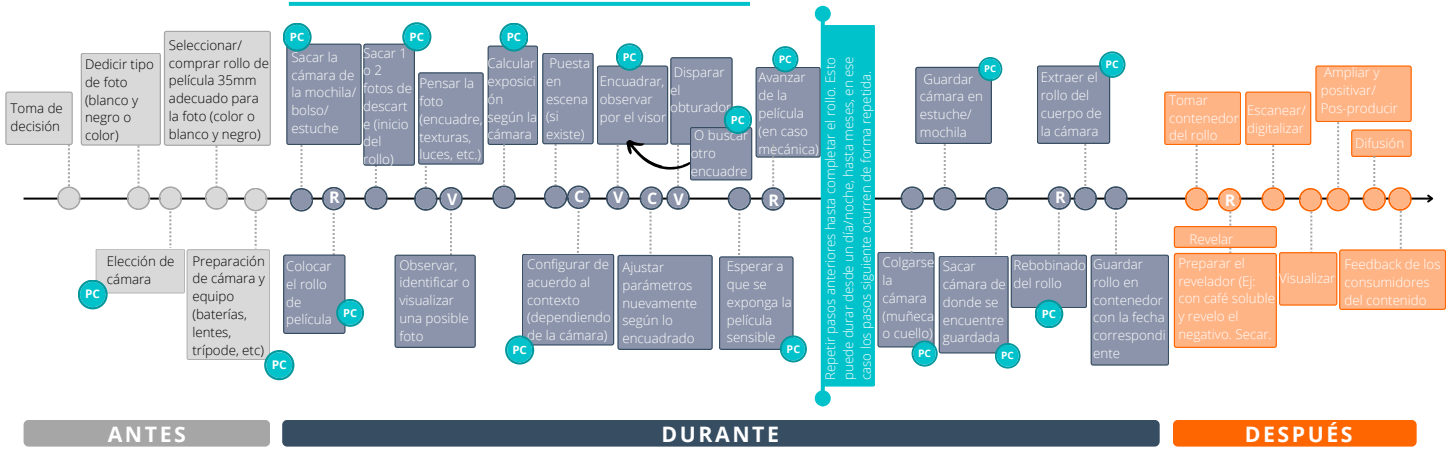 Toma de
decisión
Dedicir tipo
de foto
(blanco y
negro o
color)
Seleccionar/
comprar rollo de
película 35mm
adecuado para
la foto (color o
blanco y negro)
PC
Sacar la
cámara de
la mochila/
bolso/
estuche
PC
Sacar 1
o 2
fotos de
descart
e (inicio
del
rollo)
Pensar la
foto
(encuadre,
texturas,
luces, etc.)
PC
Calcular
exposici
ón
según la
cámara
Puesta
en
escena
(si
existe)
PC
Encuadrar,
observar
por el visor
Disparar
el
obturador
PC
O buscar
otro
encuadre
PC
Avanzar
de la
película
(en caso
mecánica)
Repetir pasos anteriores hasta completar el rollo. Esto
puede durar desde un día/noche, hasta meses, en ese
caso los pasos siguiente ocurren de forma repetida.
PC
Guardar
cámara en
estuche/
mochila
PC
Extraer el
rollo del
cuerpo de
la cámara
Tomar
contenedor
del rollo
Escanear/
digitalizar
Ampliar y
positivar/
Pos-producir
Difusión
R
V
C
V
C
V
R
R
R
Elección de
cámara
PC
Preparación
de cámara y
equipo
(baterías,
lentes,
trípode, etc)
PC
Colocar
el rollo
de
película
PC
Observar,
identificar o
visualizar
una posible
foto
Configurar de
acuerdo al
contexto
(dependiendo
de la cámara)
PC
Ajustar
parámetros
nuevamente
según lo
encuadrado
Esperar a
que se
exponga la
película
sensible
PC
Colgarse
la
cámara
(muñeca
o cuello)
PC
Sacar
cámara de
donde se
encuentre
guardada
PC
Rebobinado
del rollo
PC
Guardar
rollo en
contenedor
con la fecha
correspondi
ente
Revelar
Preparar el
revelador (Ej:
con café soluble
y revelo el
negativo. Secar.
Visualizar
Feedback de los
consumidores
del contenido
ANTES
DURANTE
DESPUÉS